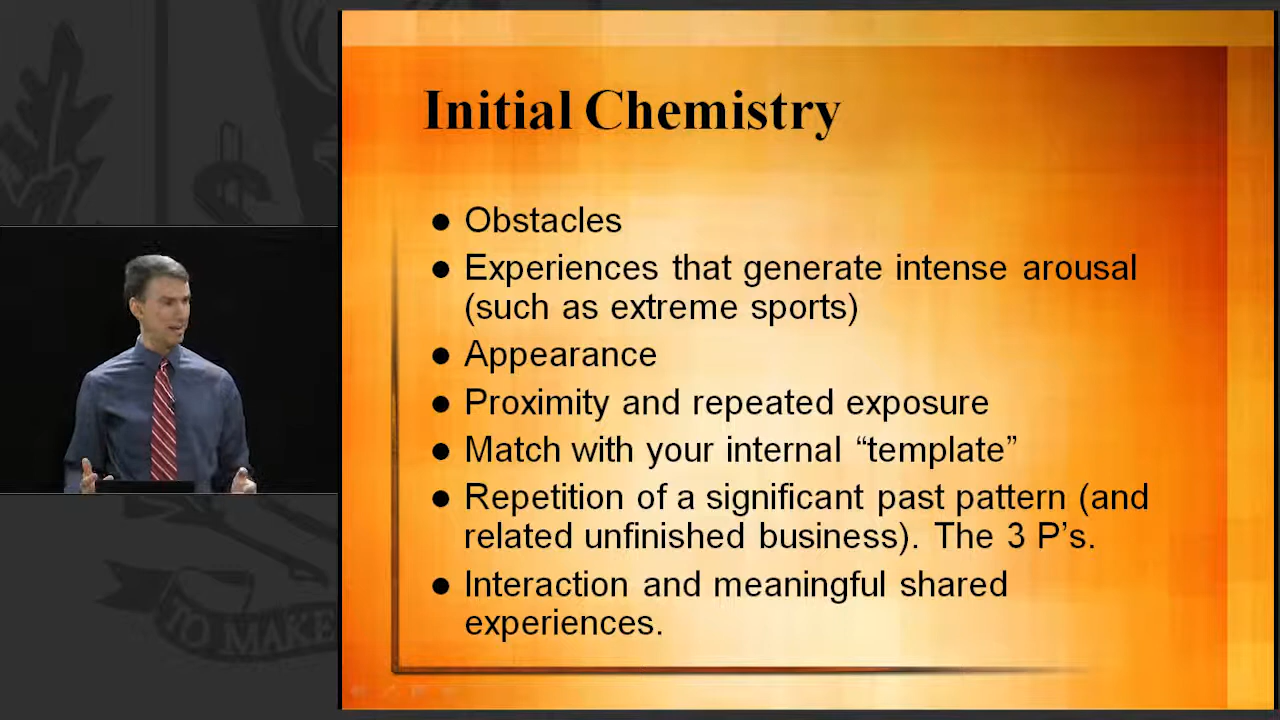 Initial Chemistry
● Obstacles
● Experiences that generate intense arousal
(such as extreme sports)
● Appearance
● Proximity and repeated exposure
● Match with your internal “template”
● Repetition of a significant past pattern (and
related unfinished business). The 3 P’s.
● Interaction and meaningful shared
experiences.
$
TO MAKE